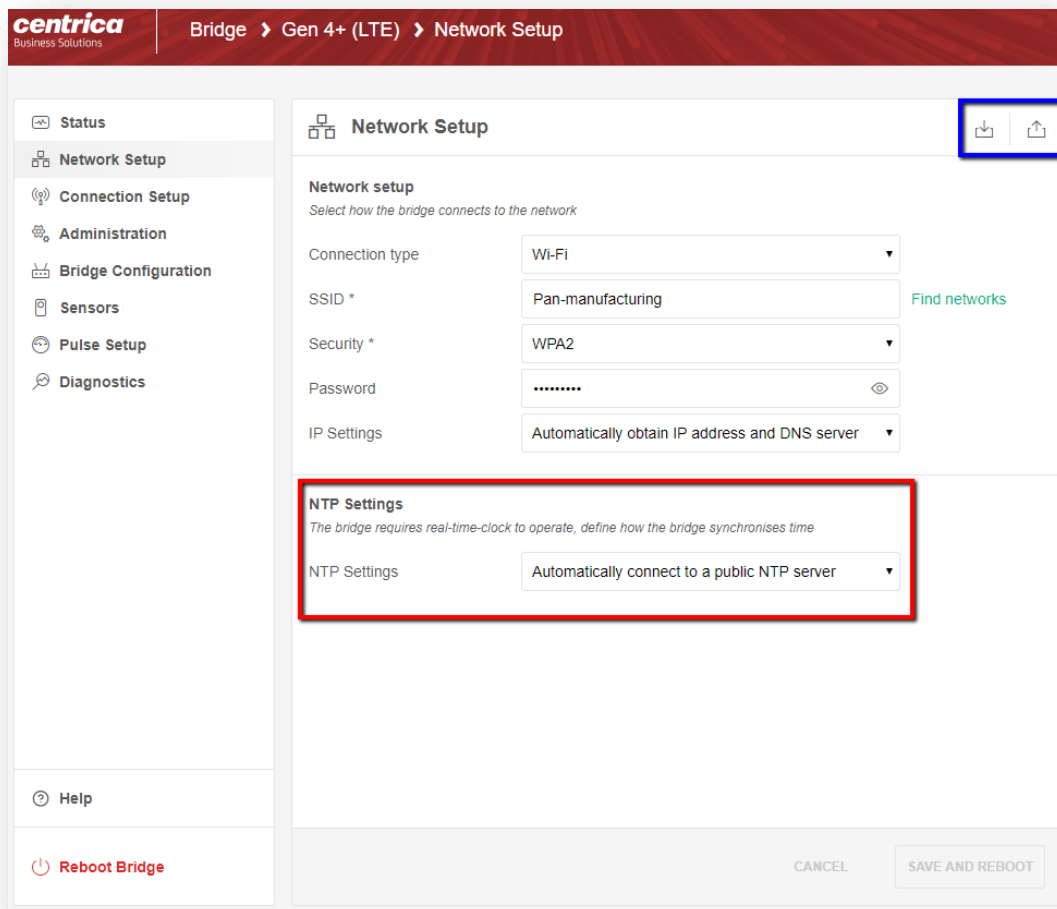 centrica
Business Solutions
Bridge > Gen 4+ (LTE) > Network Setup
Status
Network Setup
Connection Setup
Administration
Bridge Configuration
Sensors
Pulse Setup
Diagnostics
Help
Reboot Bridge
Network Setup
Network setup
Select how the bridge connects to the network
Connection type Wi-Fi
SSID * Pan-manufacturing Find networks
Security * WPA2
Password •••••••••
IP Settings Automatically obtain IP address and DNS server
NTP Settings
The bridge requires real-time-clock to operate, define how the bridge synchronises time
NTP Settings Automatically connect to a public NTP server
CANCEL SAVE AND REBOOT